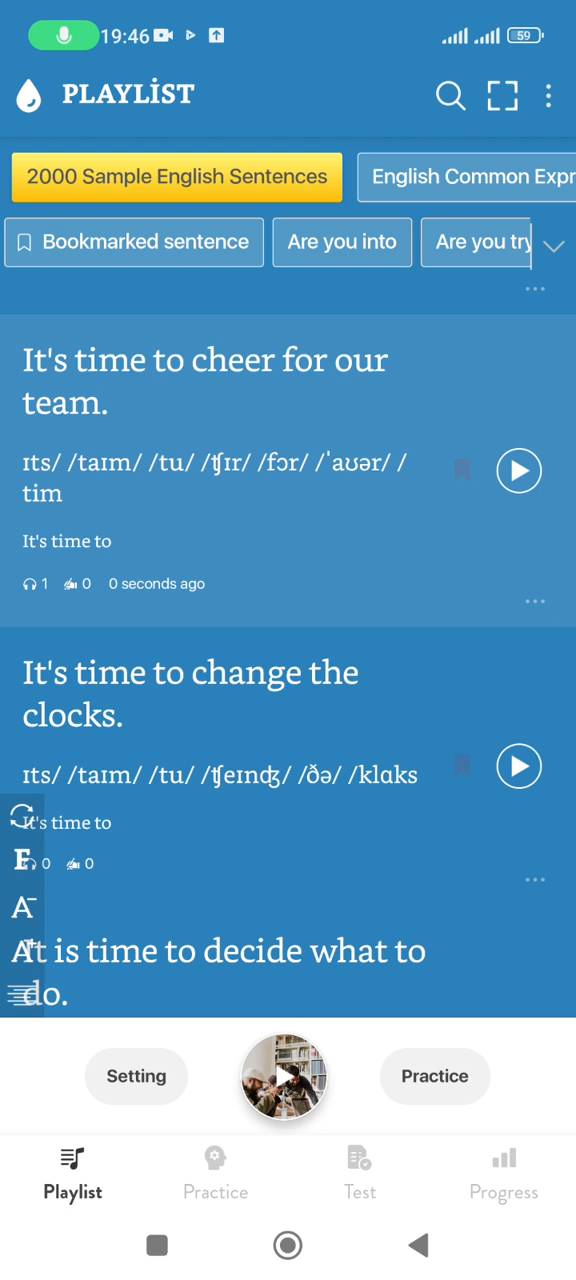 19:46
59
PLAYLİST
2000 Sample English Sentences
English Common Expr
Bookmarked sentence
Are you into
Are you try
It's time to cheer for our
team.
ɪts/ /taɪm/ /tu/ /ʧɪr/ /fɔr/ /ˈaʊər/ /
tim
It's time to
1 0 0 seconds ago
It's time to change the
clocks.
ɪts/ /taɪm/ /tu/ /ʧeɪnʤ/ /ðə/ /klɑks
It's time to
F 0 0
A-
A+
It is time to decide what to
do.
Setting
Practice
Playlist
Practice
Test
Progress